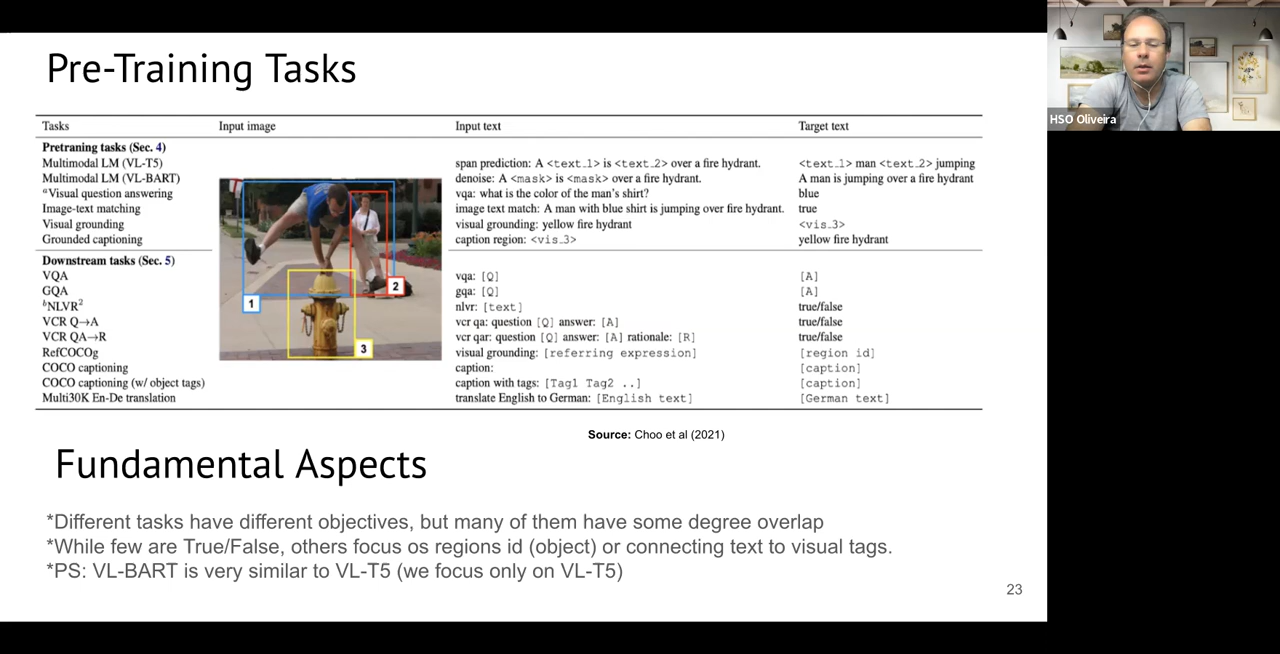 Pre-Training Tasks
Tasks Input image Input text Target text
Pretraining tasks (Sec. 4)
Multimodal LM (VL-T5) span prediction: A <text_1> is <text_2> over a fire hydrant. <text_1> man <text_2> jumping
Multimodal LM (VL-BART) denoise: A <mask> is <mask> over a fire hydrant. A man is jumping over a fire hydrant
aVisual question answering vqa: what is the color of the man's shirt? blue
Image-text matching image text match: A man with blue shirt is jumping over fire hydrant. true
Visual grounding visual grounding: yellow fire hydrant <vis_3>
Grounded captioning caption region: <vis_3> yellow fire hydrant
Downstream tasks (Sec. 5)
VQA vqa: [Q] [A]
GQA gqa: [Q] [A]
bNLVR2 nlvr: [text] true/false
VCR Q→A vcr qa: question [Q] answer: [A] true/false
VCR QA→R vcr qar: question [Q] answer: [A] rationale: [R] true/false
RefCOCOg visual grounding: [referring expression] [region id]
COCO captioning caption: [caption]
COCO captioning (w/ object tags) caption with tags: [Tag1 Tag2 ..] [caption]
Multi30K En-De translation translate English to German: [English text] [German text]
1
2
3
Source: Choo et al (2021)
Fundamental Aspects
*Different tasks have different objectives, but many of them have some degree overlap
*While few are True/False, others focus os regions id (object) or connecting text to visual tags.
*PS: VL-BART is very similar to VL-T5 (we focus only on VL-T5)
23
HSO Oliveira